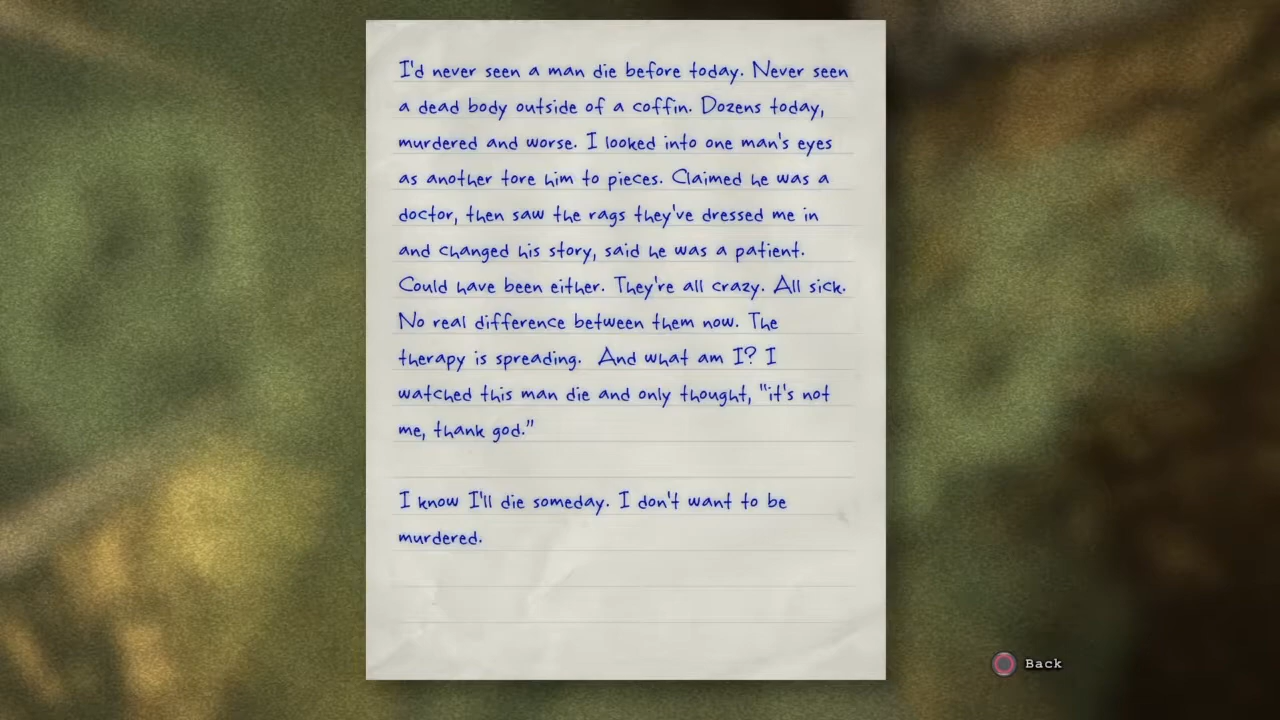 I'd never seen a man die before today. Never seen
a dead body outside of a coffin. Dozens today,
murdered and worse. I looked into one man's eyes
as another tore him to pieces. Claimed he was a
doctor, then saw the rags they've dressed me in
and changed his story, said he was a patient.
Could have been either. They're all crazy. All sick.
No real difference between them now. The
therapy is spreading. And what am I? I
watched this man die and only thought, "it's not
me, thank god."
I know I'll die someday. I don't want to be
murdered.
Back